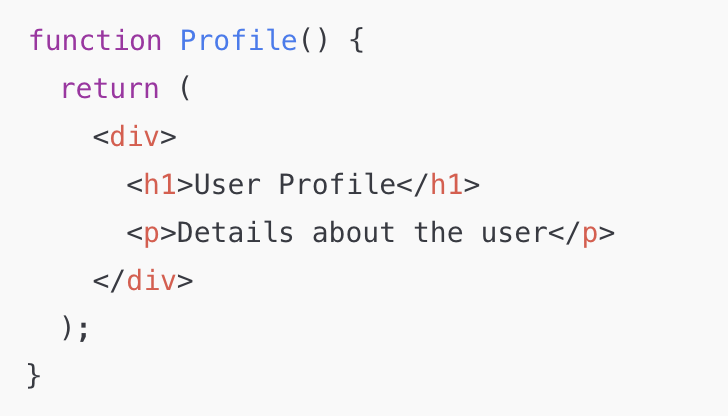 function Profile() {
  return (
    <div>
      <h1>User Profile</h1>
      <p>Details about the user</p>
    </div>
  );
}